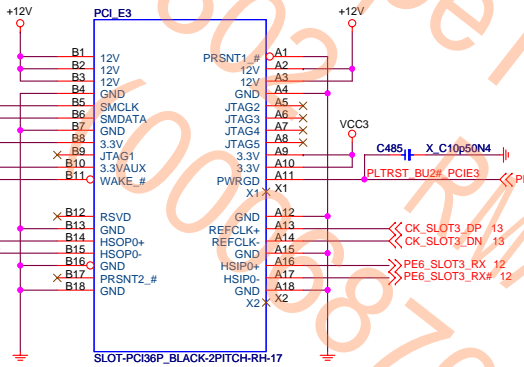 +12V PCI_E3 +12V
B1 12V PRSNT1_# A1
B2 12V 12V A2
B3 12V 12V A3
B4 GND GND A4
B5 SMCLK JTAG2 A5
B6 SMDATA JTAG3 A6
B7 GND JTAG4 A7
B8 3.3V JTAG5 A8
VCC3
B9 JTAG1 3.3V A9 C485 X_C10p50N4
B10 3.3VAUX 3.3V A10
B11 WAKE_# PWRGD A11 PLTRST_BU2#_PCIE3
X1 X1
B12 RSVD GND A12
B13 GND REFCLK+ A13 CK_SLOT3_DP 13
B14 HSOP0+ REFCLK- A14 CK_SLOT3_DN 13
B15 HSOP0- GND A15
B16 GND HSIP0+ A16 PE6_SLOT3_RX 12
B17 PRSNT2_# HSIP0- A17 PE6_SLOT3_RX# 12
B18 GND GND A18
X2 X2
SLOT-PCI36P_BLACK-2PITCH-RH-17